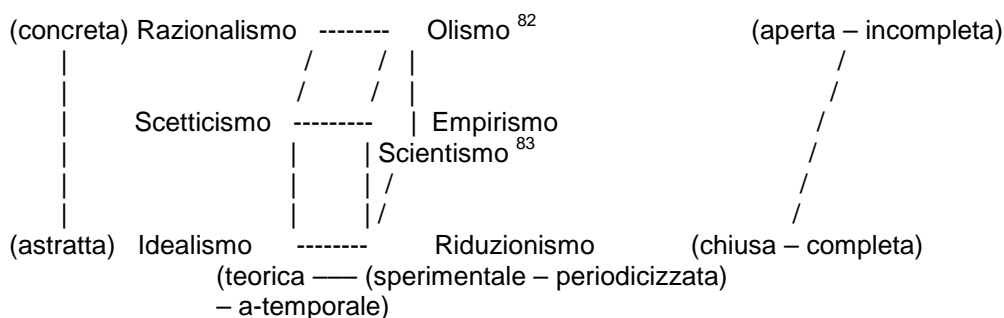 (concreta) Razionalismo -------- Olismo 82 (aperta – incompleta)
Scetticismo --------- Empirismo
Scientismo 83
(astratta) Idealismo -------- Riduzionismo (chiusa – completa)
(teorica –— (sperimentale – periodicizzata)
– a-temporale)